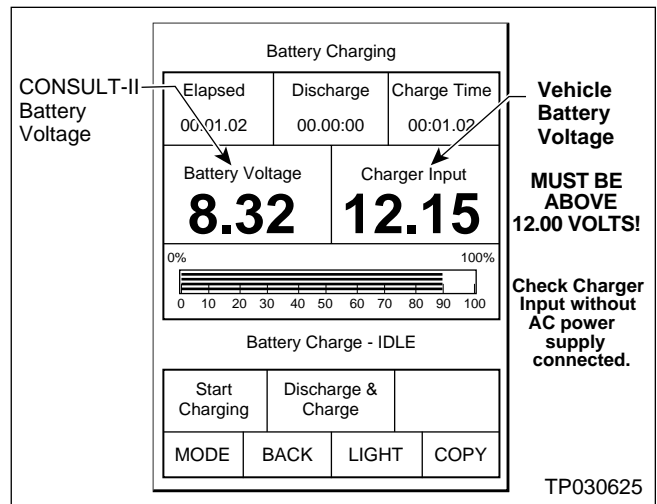 Battery Charging
CONSULT-II
Battery
Voltage
Elapsed
Discharge
Charge Time
00:01.02
00.00:00
00:01.02
Vehicle
Battery
Voltage
Battery Voltage
Charger Input
8.32
12.15
MUST BE
ABOVE
12.00 VOLTS!
0%
100%
0 10 20 30 40 50 60 70 80 90 100
Check Charger
Input without
AC power
supply
connected.
Battery Charge - IDLE
Start
Charging
Discharge &
Charge
MODE
BACK
LIGHT
COPY
TP030625